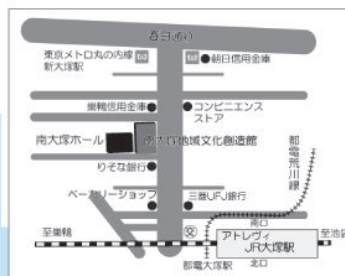 春日通り
東京メトロ丸の内線
新大塚駅
朝日信用金庫
巣鴨信用金庫
コンビニエンス
ストア
南大塚ホール
南大塚地域文化創造館
りそな銀行
都電荒川線
ベーカリーショップ
三菱UFJ銀行
至巣鴨
交
南口
アトレヴィ
JR大塚駅
至池袋
都電大塚駅
北口